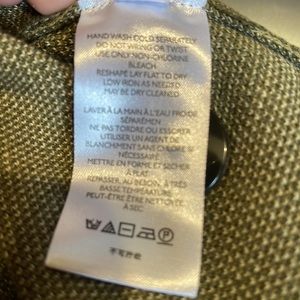 HAND WASH COLD SEPARATELY
DO NOT WRING OR TWIST
USE ONLY NON-CHLORINE
BLEACH
RESHAPE LAY FLAT TO DRY
LOW IRON AS NEEDED
MAY BE DRY CLEANED
LAVER À LA MAIN À L'EAU FROIDE
SÉPARÉMEN
NE PAS TORDRE OU ESSORER
UTILISER UN AGENT DE
BLANCHIMENT SANS CHLORE SI
NÉCESSAIRE
METTRE EN FORME ET SÉCHER
À PLAT
REPASSER, AU BESOIN, À TRÈS
BASSE TEMPÉRATURE
PEUT-ÊTRE ÊTRE NETTOYÉ
À SEC
P